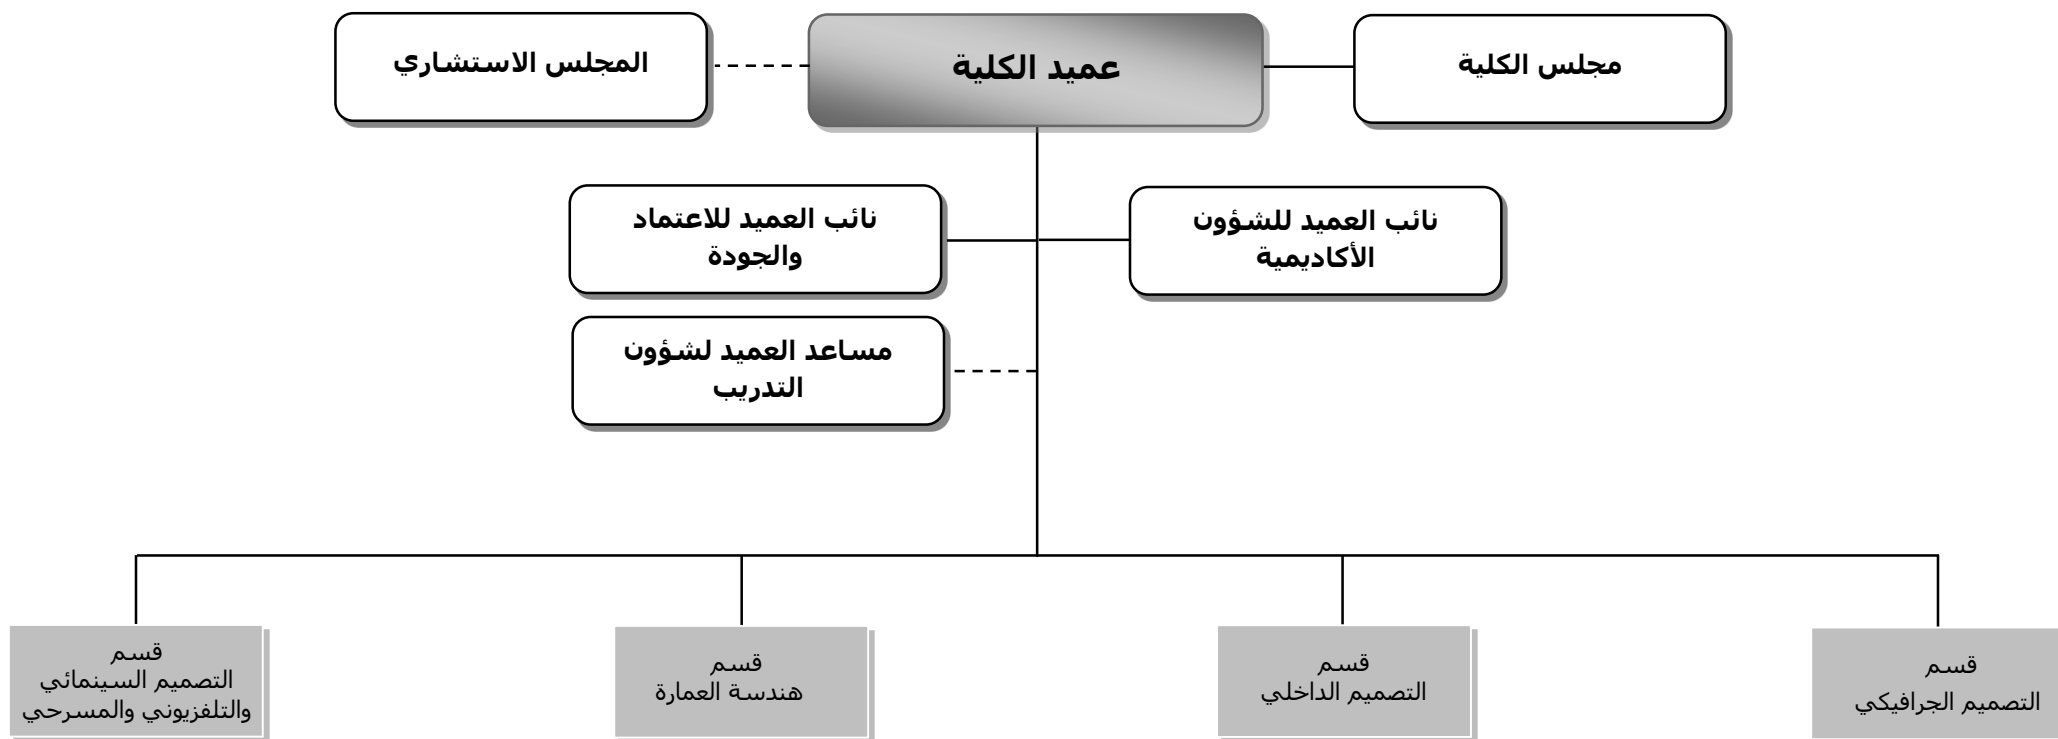 مجلس الكلية
عميد الكلية
المجلس الاستشاري
نائب العميد للشؤون
الأكاديمية
نائب العميد للاعتماد
والجودة
مساعد العميد لشؤون
التدريب
قسم
التصميم الجرافيكي
قسم
التصميم الداخلي
قسم
هندسة العمارة
قسم
التصميم السينمائي
والتلفزيوني والمسرحي